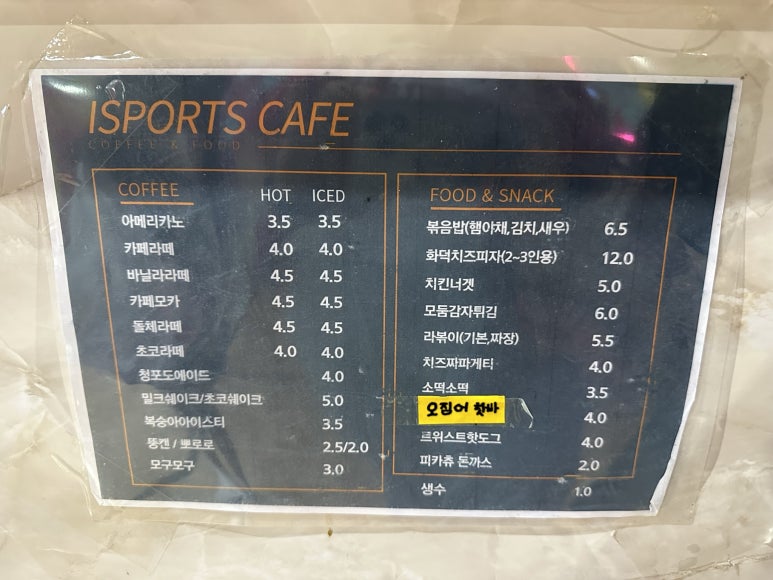 ISPORTS CAFE
COFFEE & FOOD
COFFEE HOT ICED
아메리카노 3.5 3.5
카페라떼 4.0 4.0
바닐라라떼 4.5 4.5
카페모카 4.5 4.5
돌체라떼 4.5 4.5
초코라떼 4.0 4.0
청포도에이드 4.0
밀크쉐이크/초코쉐이크 5.0
복숭아아이스티 3.5
뚱캔 / 뽀로로 2.5/2.0
모구모구 3.0
FOOD & SNACK
볶음밥(햄야채,김치,새우) 6.5
화덕치즈피자(2~3인용) 12.0
치킨너겟 5.0
모둠감자튀김 6.0
라볶이(기본,짜장) 5.5
치즈짜파게티 4.0
소떡소떡 3.5
오징어 핫바 4.0
트위스트핫도그 4.0
피카츄 돈까스 2.0
생수 1.0